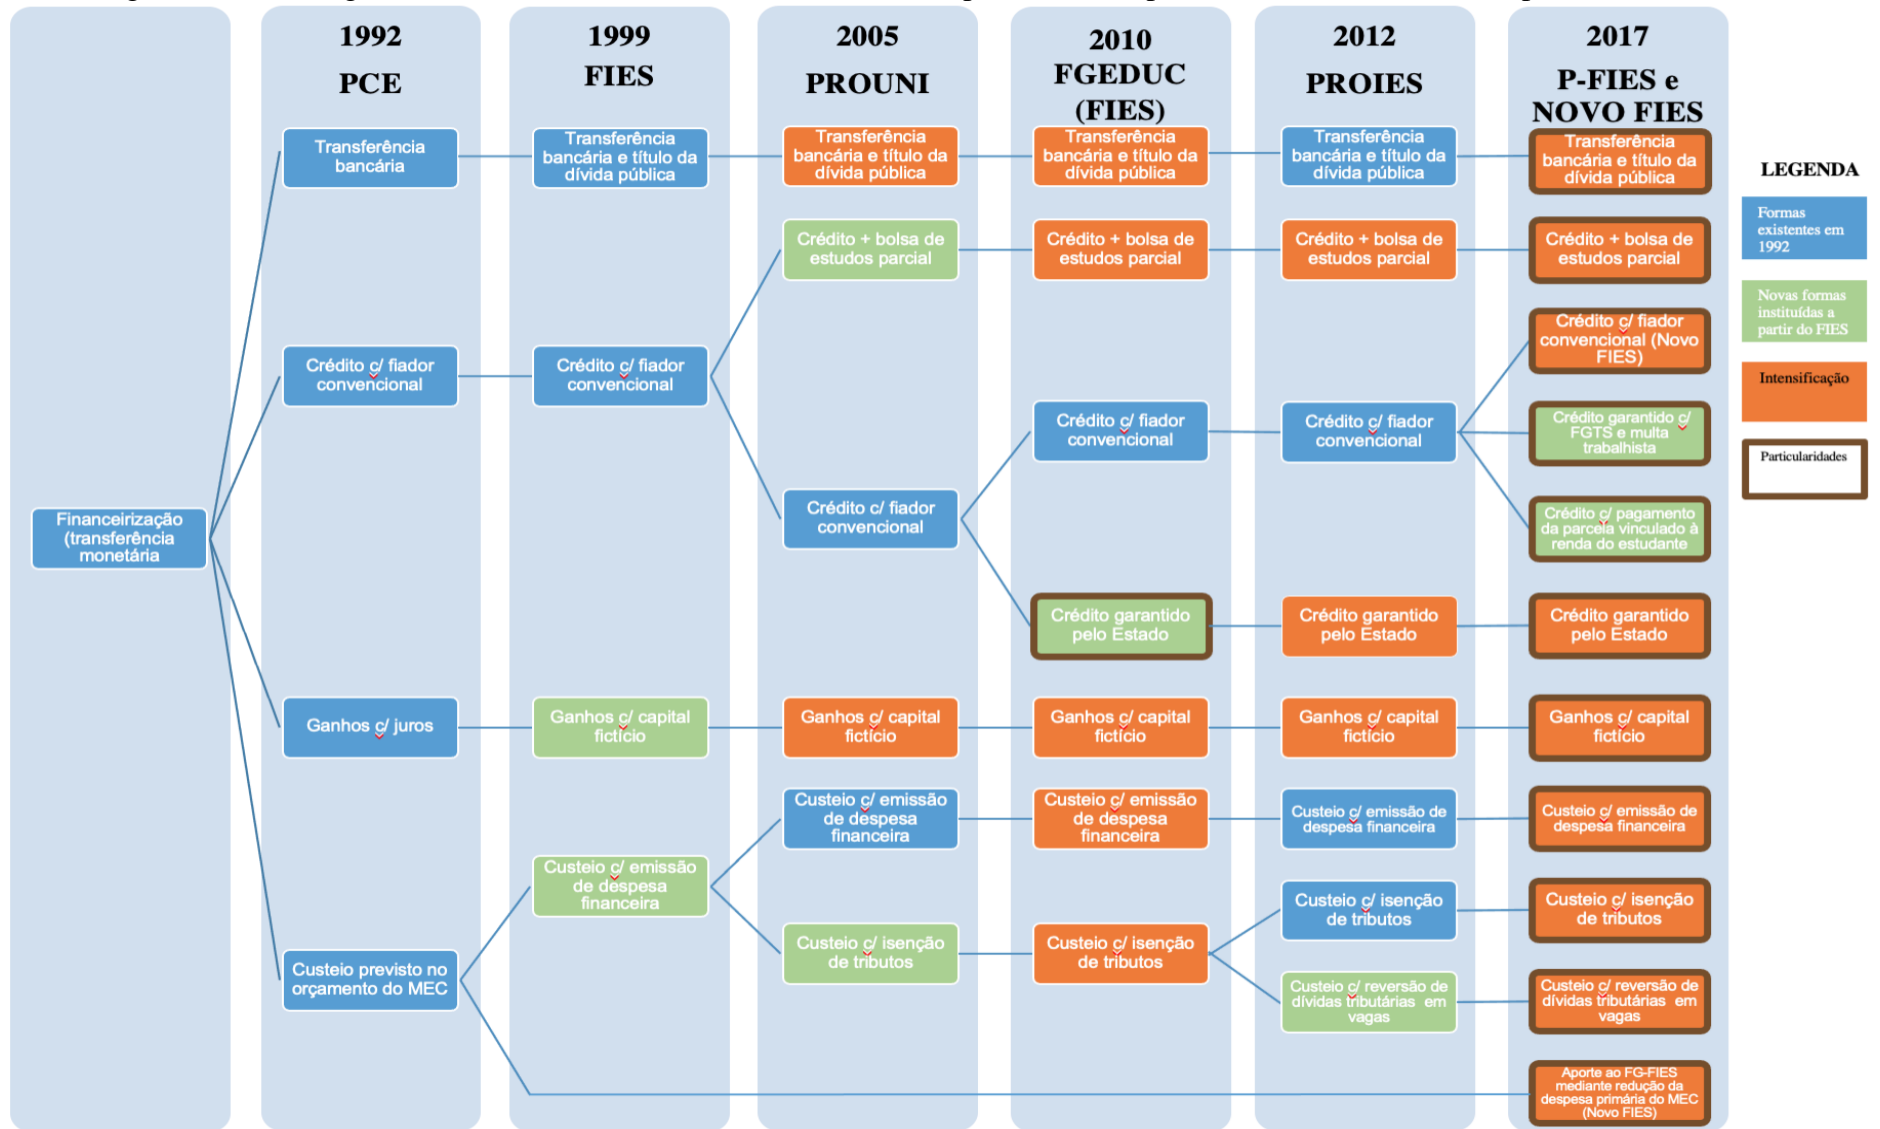 1992
PCE
1999
FIES
2005
PROUNI
2010
FGEDUC
(FIES)
2012
PROIES
2017
P-FIES e
NOVO FIES
Financeirização
(transferência
monetária
Transferência
bancária
Crédito c/ fiador
convencional
Ganhos c/ juros
Custeio previsto no
orçamento do MEC
Transferência
bancária e título da
dívida pública
Crédito c/ fiador
convencional
Ganhos c/ capital
fictício
Custeio c/ emissão
de despesa
financeira
Transferência
bancária e título da
dívida pública
Crédito + bolsa de
estudos parcial
Crédito c/ fiador
convencional
Ganhos c/ capital
fictício
Custeio c/ emissão
de despesa
financeira
Custeio c/ isenção
de tributos
Transferência
bancária e título da
dívida pública
Crédito + bolsa de
estudos parcial
Crédito c/ fiador
convencional
Crédito garantido
pelo Estado
Ganhos c/ capital
fictício
Custeio c/ emissão
de despesa
financeira
Custeio c/ isenção
de tributos
Transferência
bancária e título da
dívida pública
Crédito + bolsa de
estudos parcial
Crédito c/ fiador
convencional
Crédito garantido
pelo Estado
Ganhos c/ capital
fictício
Custeio c/ emissão de
despesa financeira
Custeio c/ isenção
de tributos
Custeio c/ reversão de
dívidas tributárias em
vagas
Transferência
bancária e título da
dívida pública
Crédito + bolsa de
estudos parcial
Crédito c/ fiador
convencional (Novo
FIES)
Crédito garantido c/
FGTS e multa
trabalhista
Crédito c/ pagamento
da parcela vinculado à
renda do estudante
Crédito garantido
pelo Estado
Ganhos c/ capital
fictício
Custeio c/ emissão de
despesa financeira
Custeio c/ isenção
de tributos
Custeio c/ reversão de
dívidas tributárias em
vagas
Aporte ao FG-FIES
mediante redução da
despesa primária do MEC
(Novo FIES)
LEGENDA
Formas
existentes em
1992
Novas formas
instituídas a
partir do FIES
Intensificação
Particularidades